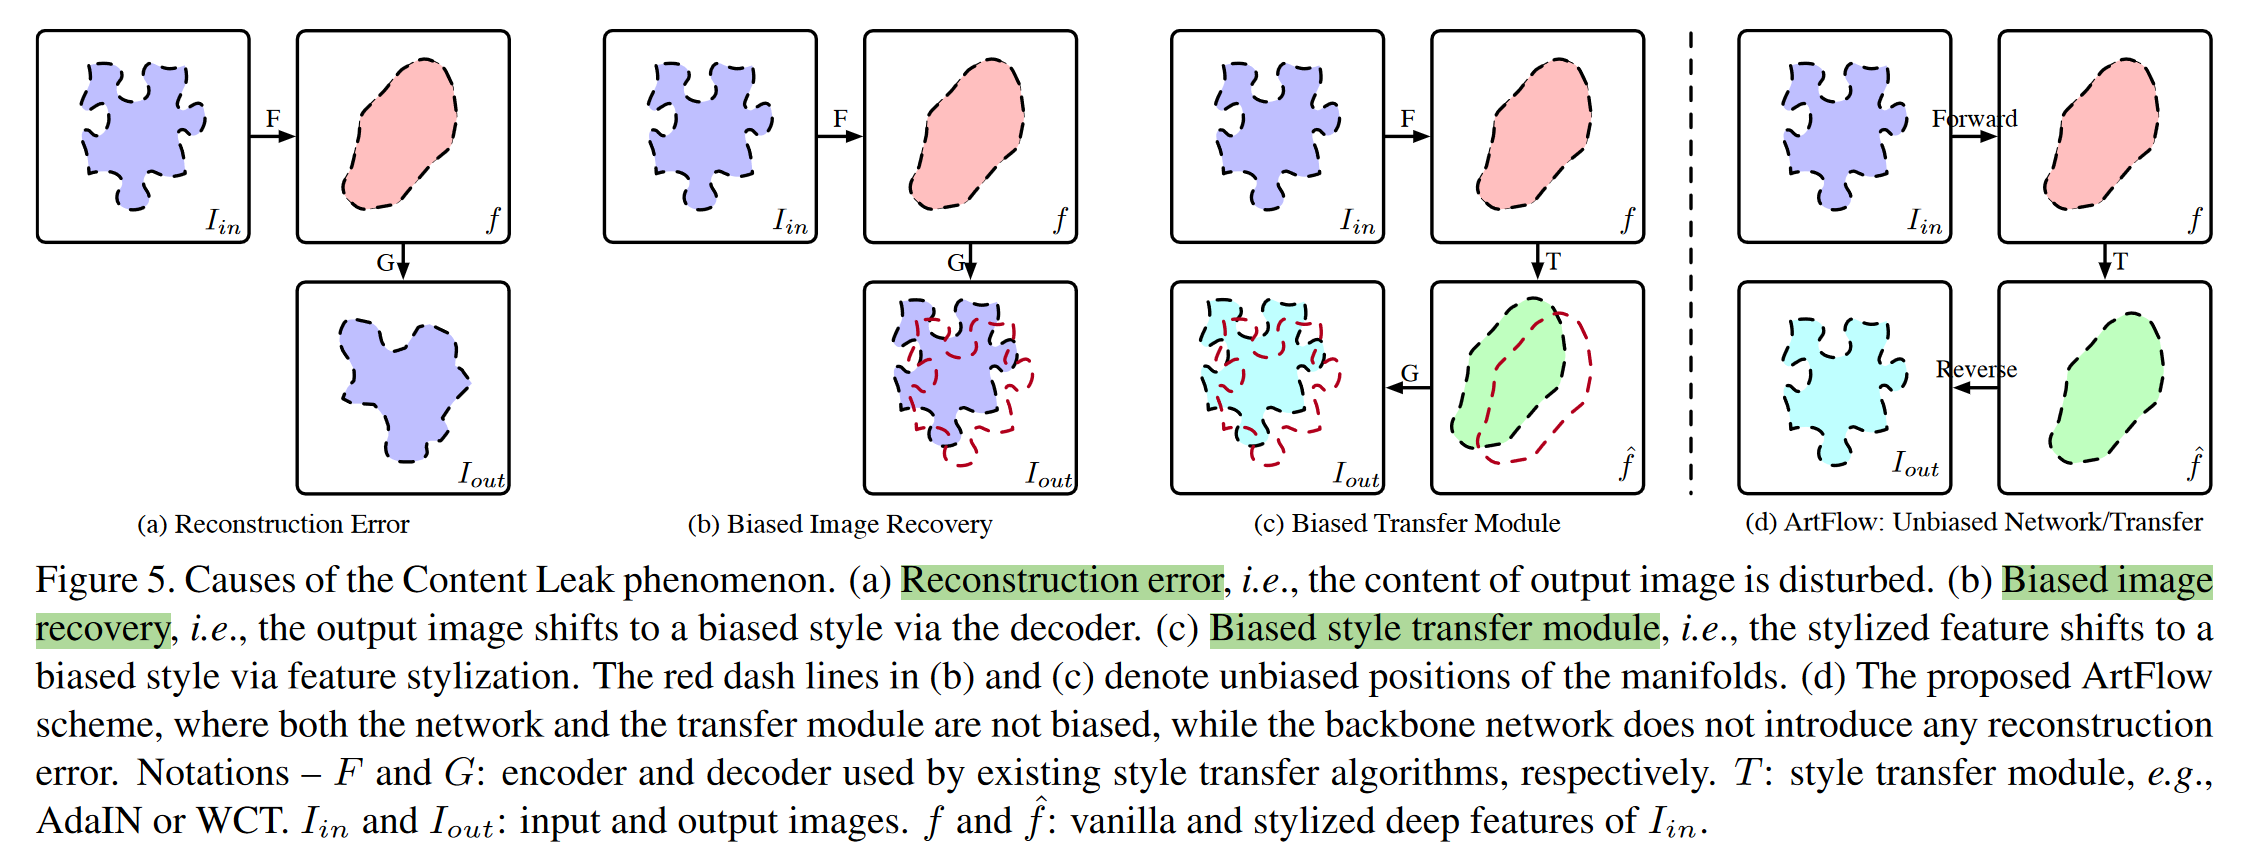 F
F
F
Forward
I_{in}
f
I_{in}
f
I_{in}
f
I_{in}
f
G
G
T
T
G
Reverse
I_{out}
I_{out}
I_{out}
\hat{f}
I_{out}
\hat{f}
(a) Reconstruction Error
(b) Biased Image Recovery
(c) Biased Transfer Module
(d) ArtFlow: Unbiased Network/Transfer
Figure 5. Causes of the Content Leak phenomenon. (a) Reconstruction error, i.e., the content of output image is disturbed. (b) Biased image
recovery, i.e., the output image shifts to a biased style via the decoder. (c) Biased style transfer module, i.e., the stylized feature shifts to a
biased style via feature stylization. The red dash lines in (b) and (c) denote unbiased positions of the manifolds. (d) The proposed ArtFlow
scheme, where both the network and the transfer module are not biased, while the backbone network does not introduce any reconstruction
error. Notations – F and G: encoder and decoder used by existing style transfer algorithms, respectively. T: style transfer module, e.g.,
AdaIN or WCT. I_{in} and I_{out}: input and output images. f and \hat{f}: vanilla and stylized deep features of I_{in}.